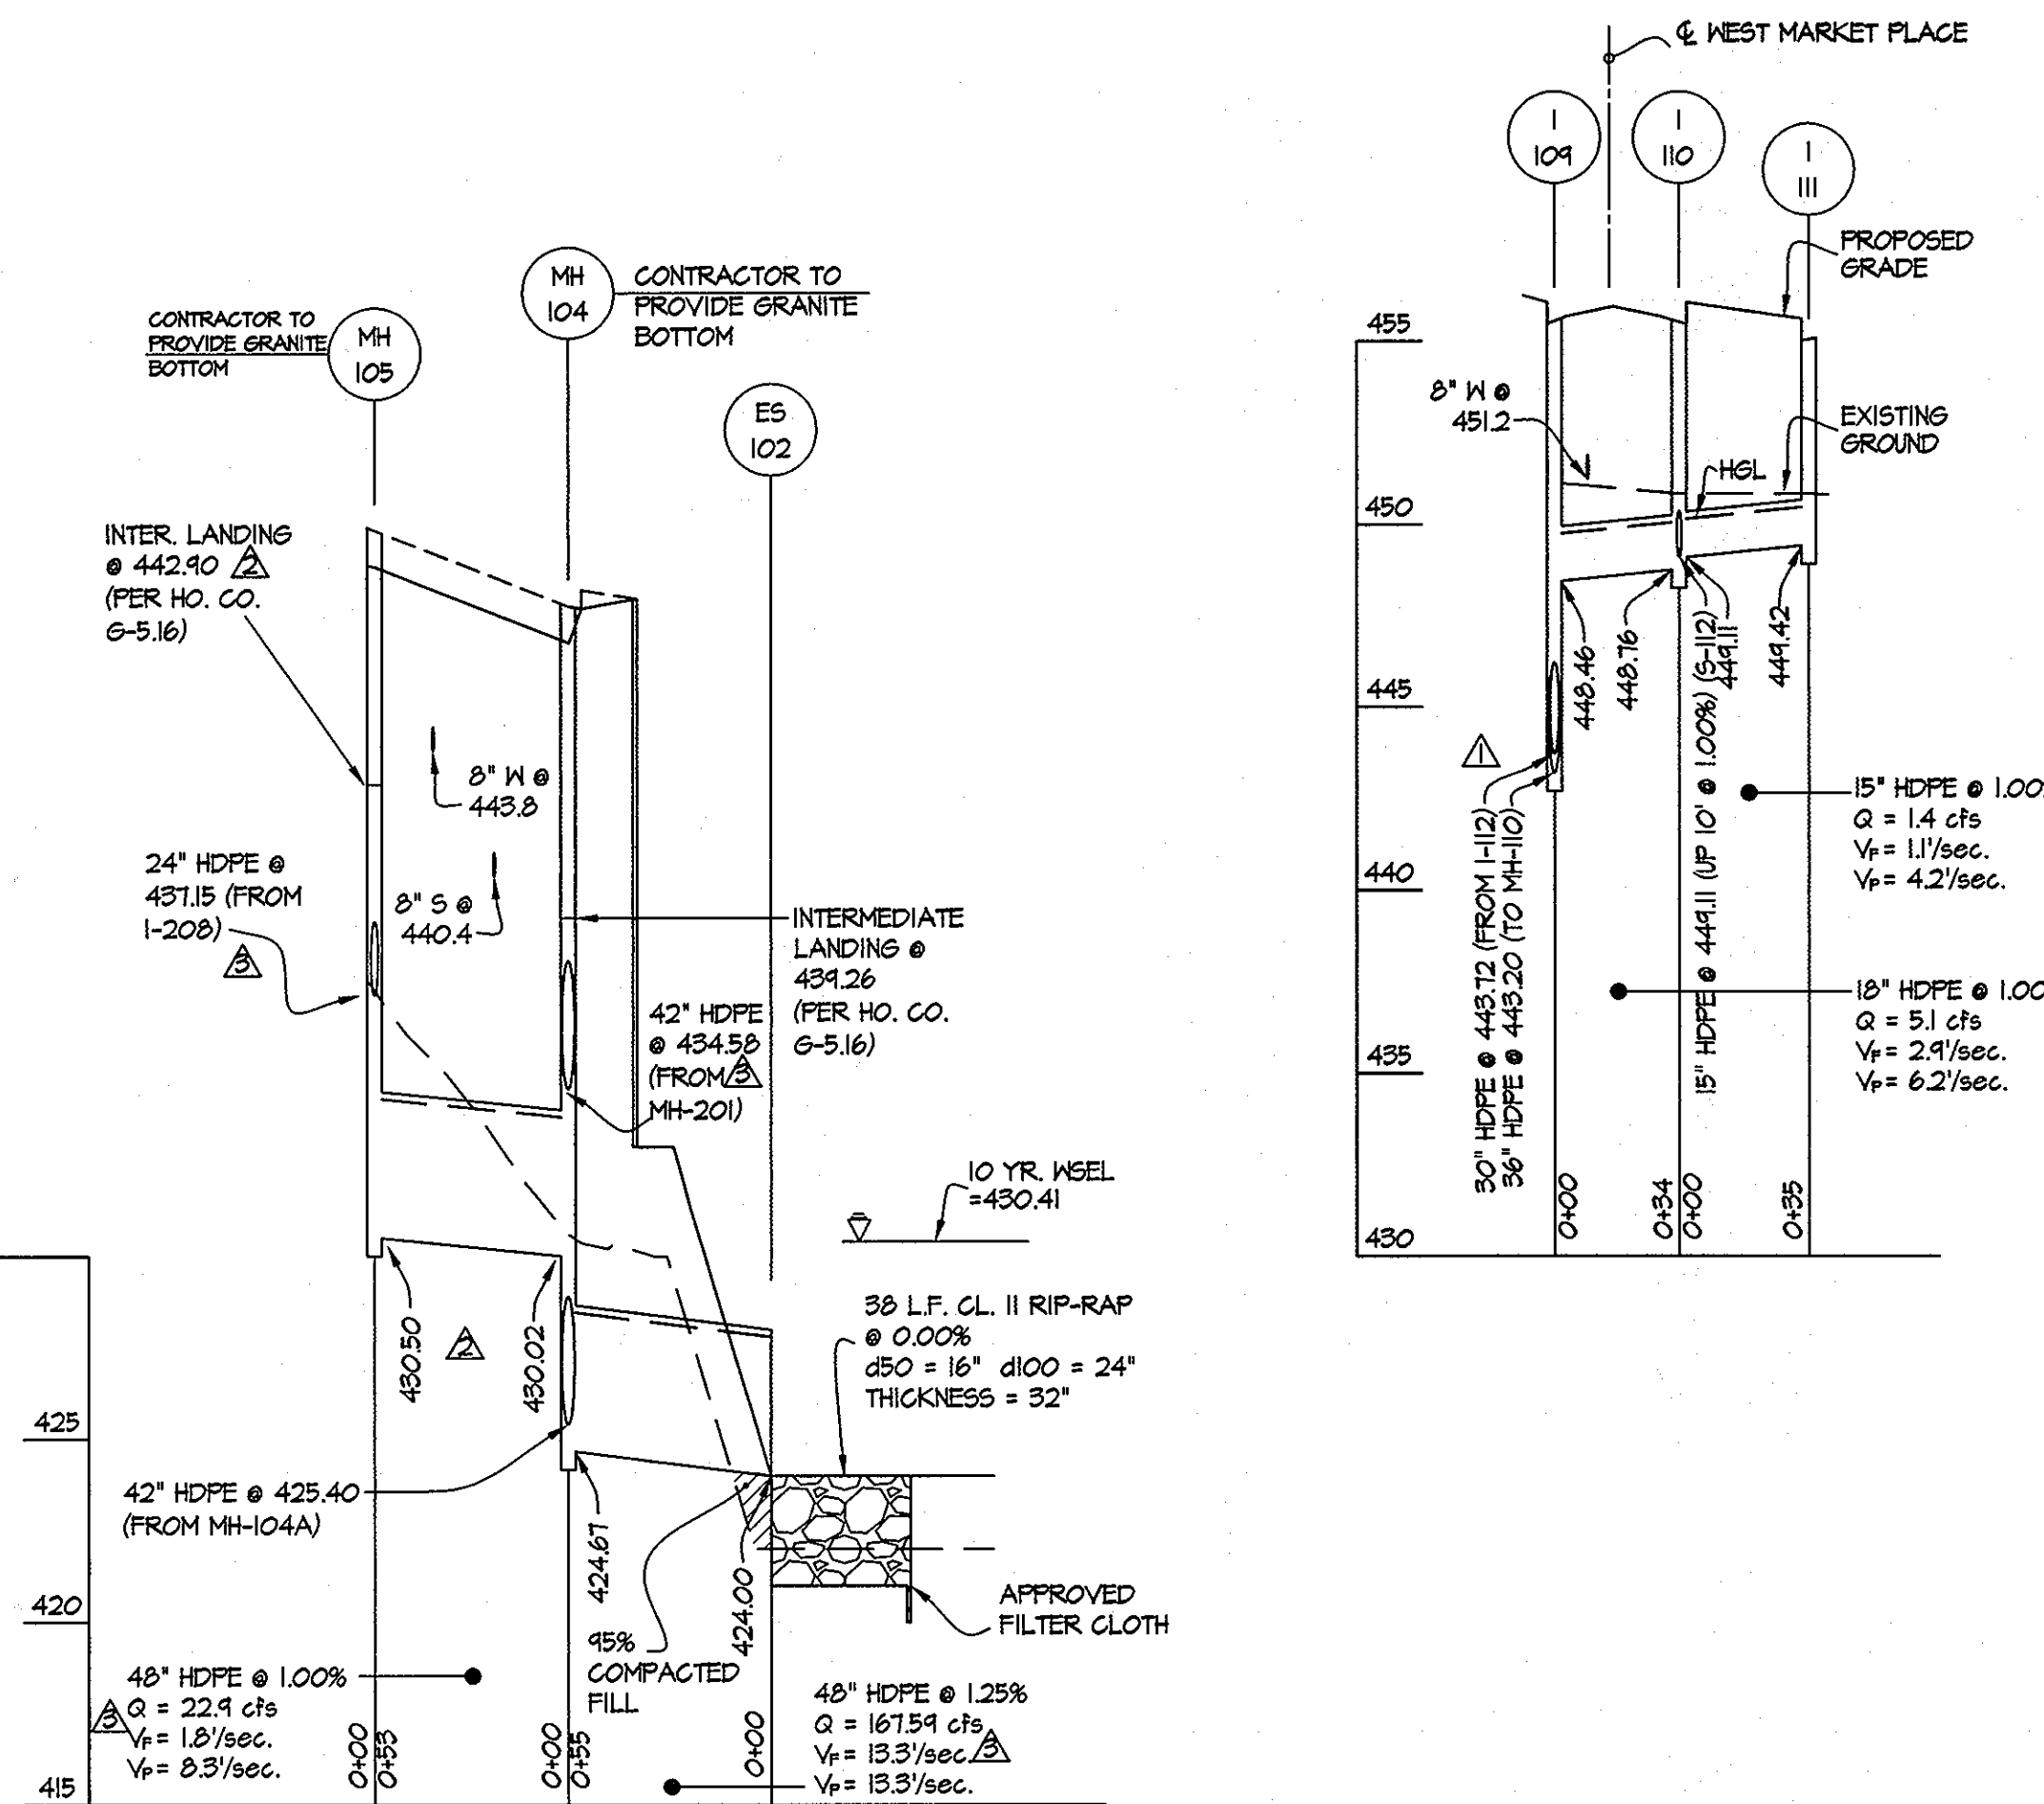 ℄ WEST MARKET PLACE
I
109
I
110
I
111
PROPOSED
GRADE
MH
104
CONTRACTOR TO
PROVIDE GRANITE
BOTTOM
CONTRACTOR TO
PROVIDE GRANITE
BOTTOM
MH
105
ES
102
455
8" W @
451.2
EXISTING
GROUND
HGL
450
INTER. LANDING
@ 442.90 2
(PER HO. CO.
G-5.16)
445
448.46
448.76
449.11
449.42
1
8" W @
443.8
15" HDPE @ 1.00
Q = 1.4 cfs
VF = 1.1'/sec.
VP = 4.2'/sec.
24" HDPE @
437.15 (FROM
I-208)
3
8" S @
440.4
440
INTERMEDIATE
LANDING @
439.26
(PER HO. CO.
G-5.16)
42" HDPE
@ 434.58
(FROM 3
MH-201)
30" HDPE @ 443.72 (FROM I-112)
36" HDPE @ 443.20 (TO MH-110)
15" HDPE @ 449.11 (UP 10' @ 1.00%) (S-112)
18" HDPE @ 1.00
Q = 5.1 cfs
VF = 2.9'/sec.
VP = 6.2'/sec.
435
10 YR. WSEL
=430.41
0+00
0+34
0+00
0+35
430
430.50
2
430.02
38 L.F. CL. II RIP-RAP
@ 0.00%
d50 = 16" d100 = 24"
THICKNESS = 32"
425
42" HDPE @ 425.40
(FROM MH-104A)
424.67
424.00
420
95%
COMPACTED
FILL
APPROVED
FILTER CLOTH
48" HDPE @ 1.00%
Q = 22.9 cfs
3
VF = 1.8'/sec.
VP = 8.3'/sec.
0+00
0+53
0+00
0+55
0+00
48" HDPE @ 1.25%
Q = 167.59 cfs
VF = 13.3'/sec. 3
VP = 13.3'/sec.
415